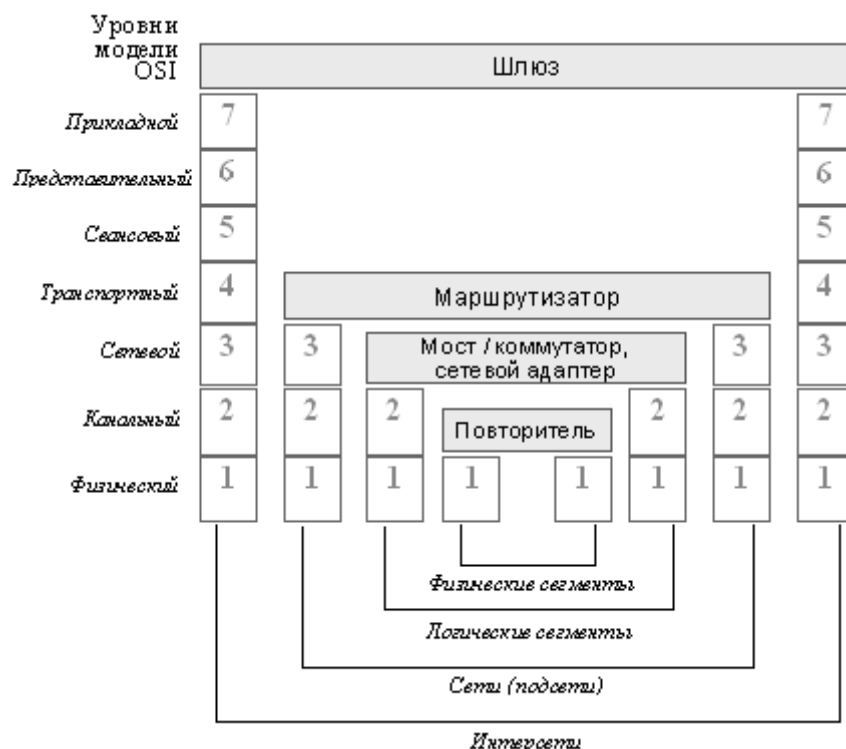 Уровни
модели
OSI
Шлюз
Прикладной 7 7
Представительный 6 6
Сеансовый 5 5
Транспортный 4 Маршрутизатор 4
Сетевой 3 3 Мост / коммутатор, 3 3
сетевой адаптер
Канальный 2 2 2 Повторитель 2 2 2
Физический 1 1 1 1 1 1 1 1
Физические сегменты
Логические сегменты
Сети (подсети)
Интерсети